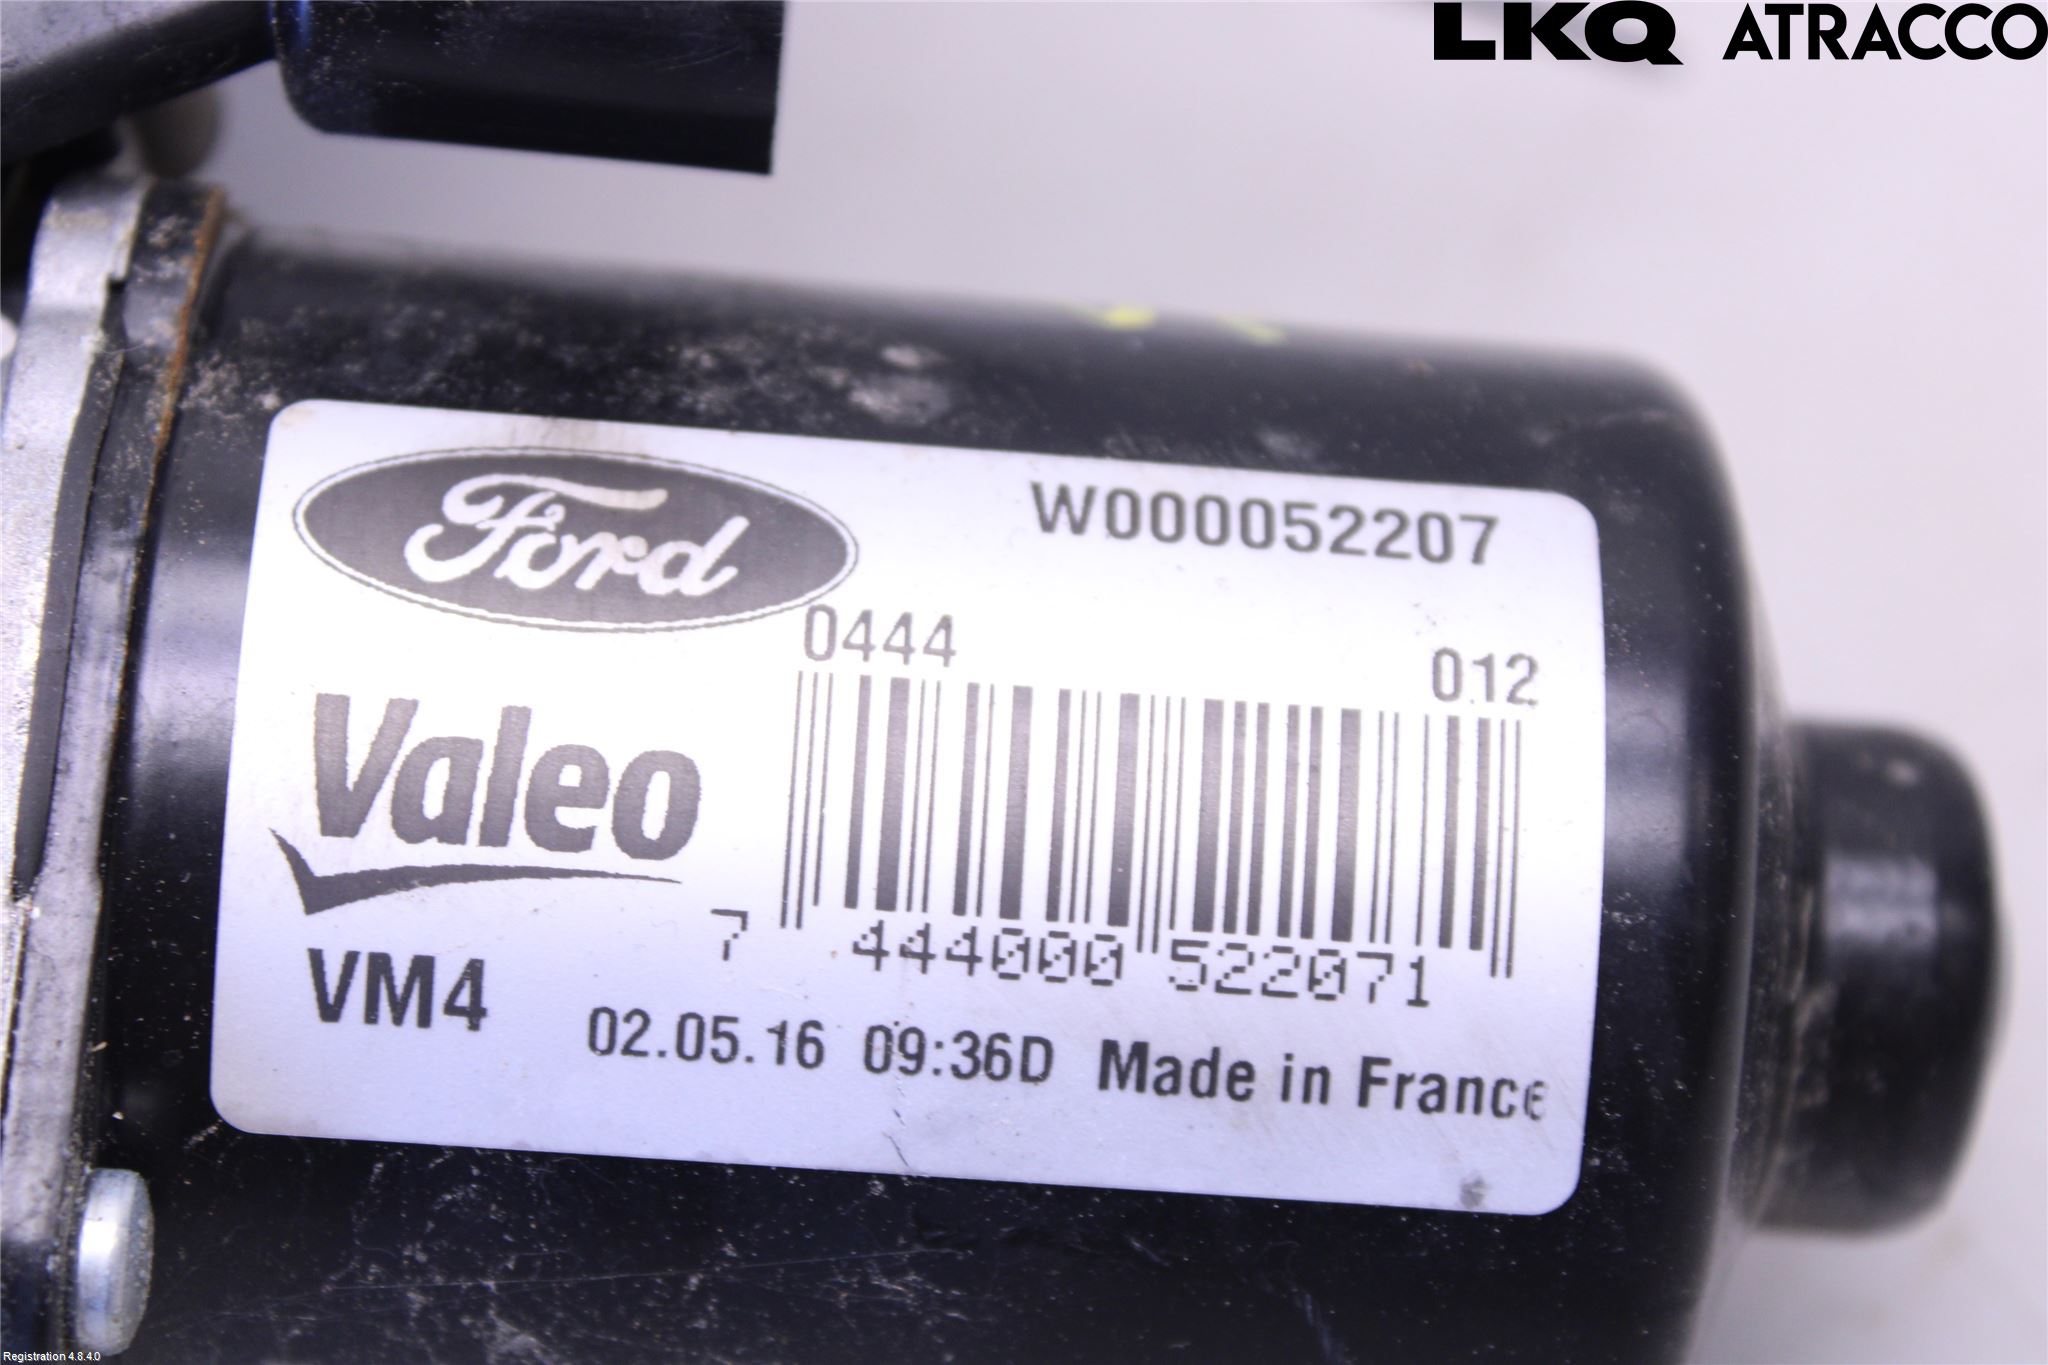 LKQ ATRACCO
Ford
W000052207
0444
012
Valeo
7 444000 522071
VM4
02.05.16 09:36D Made in France
Registration 4.8.4.0